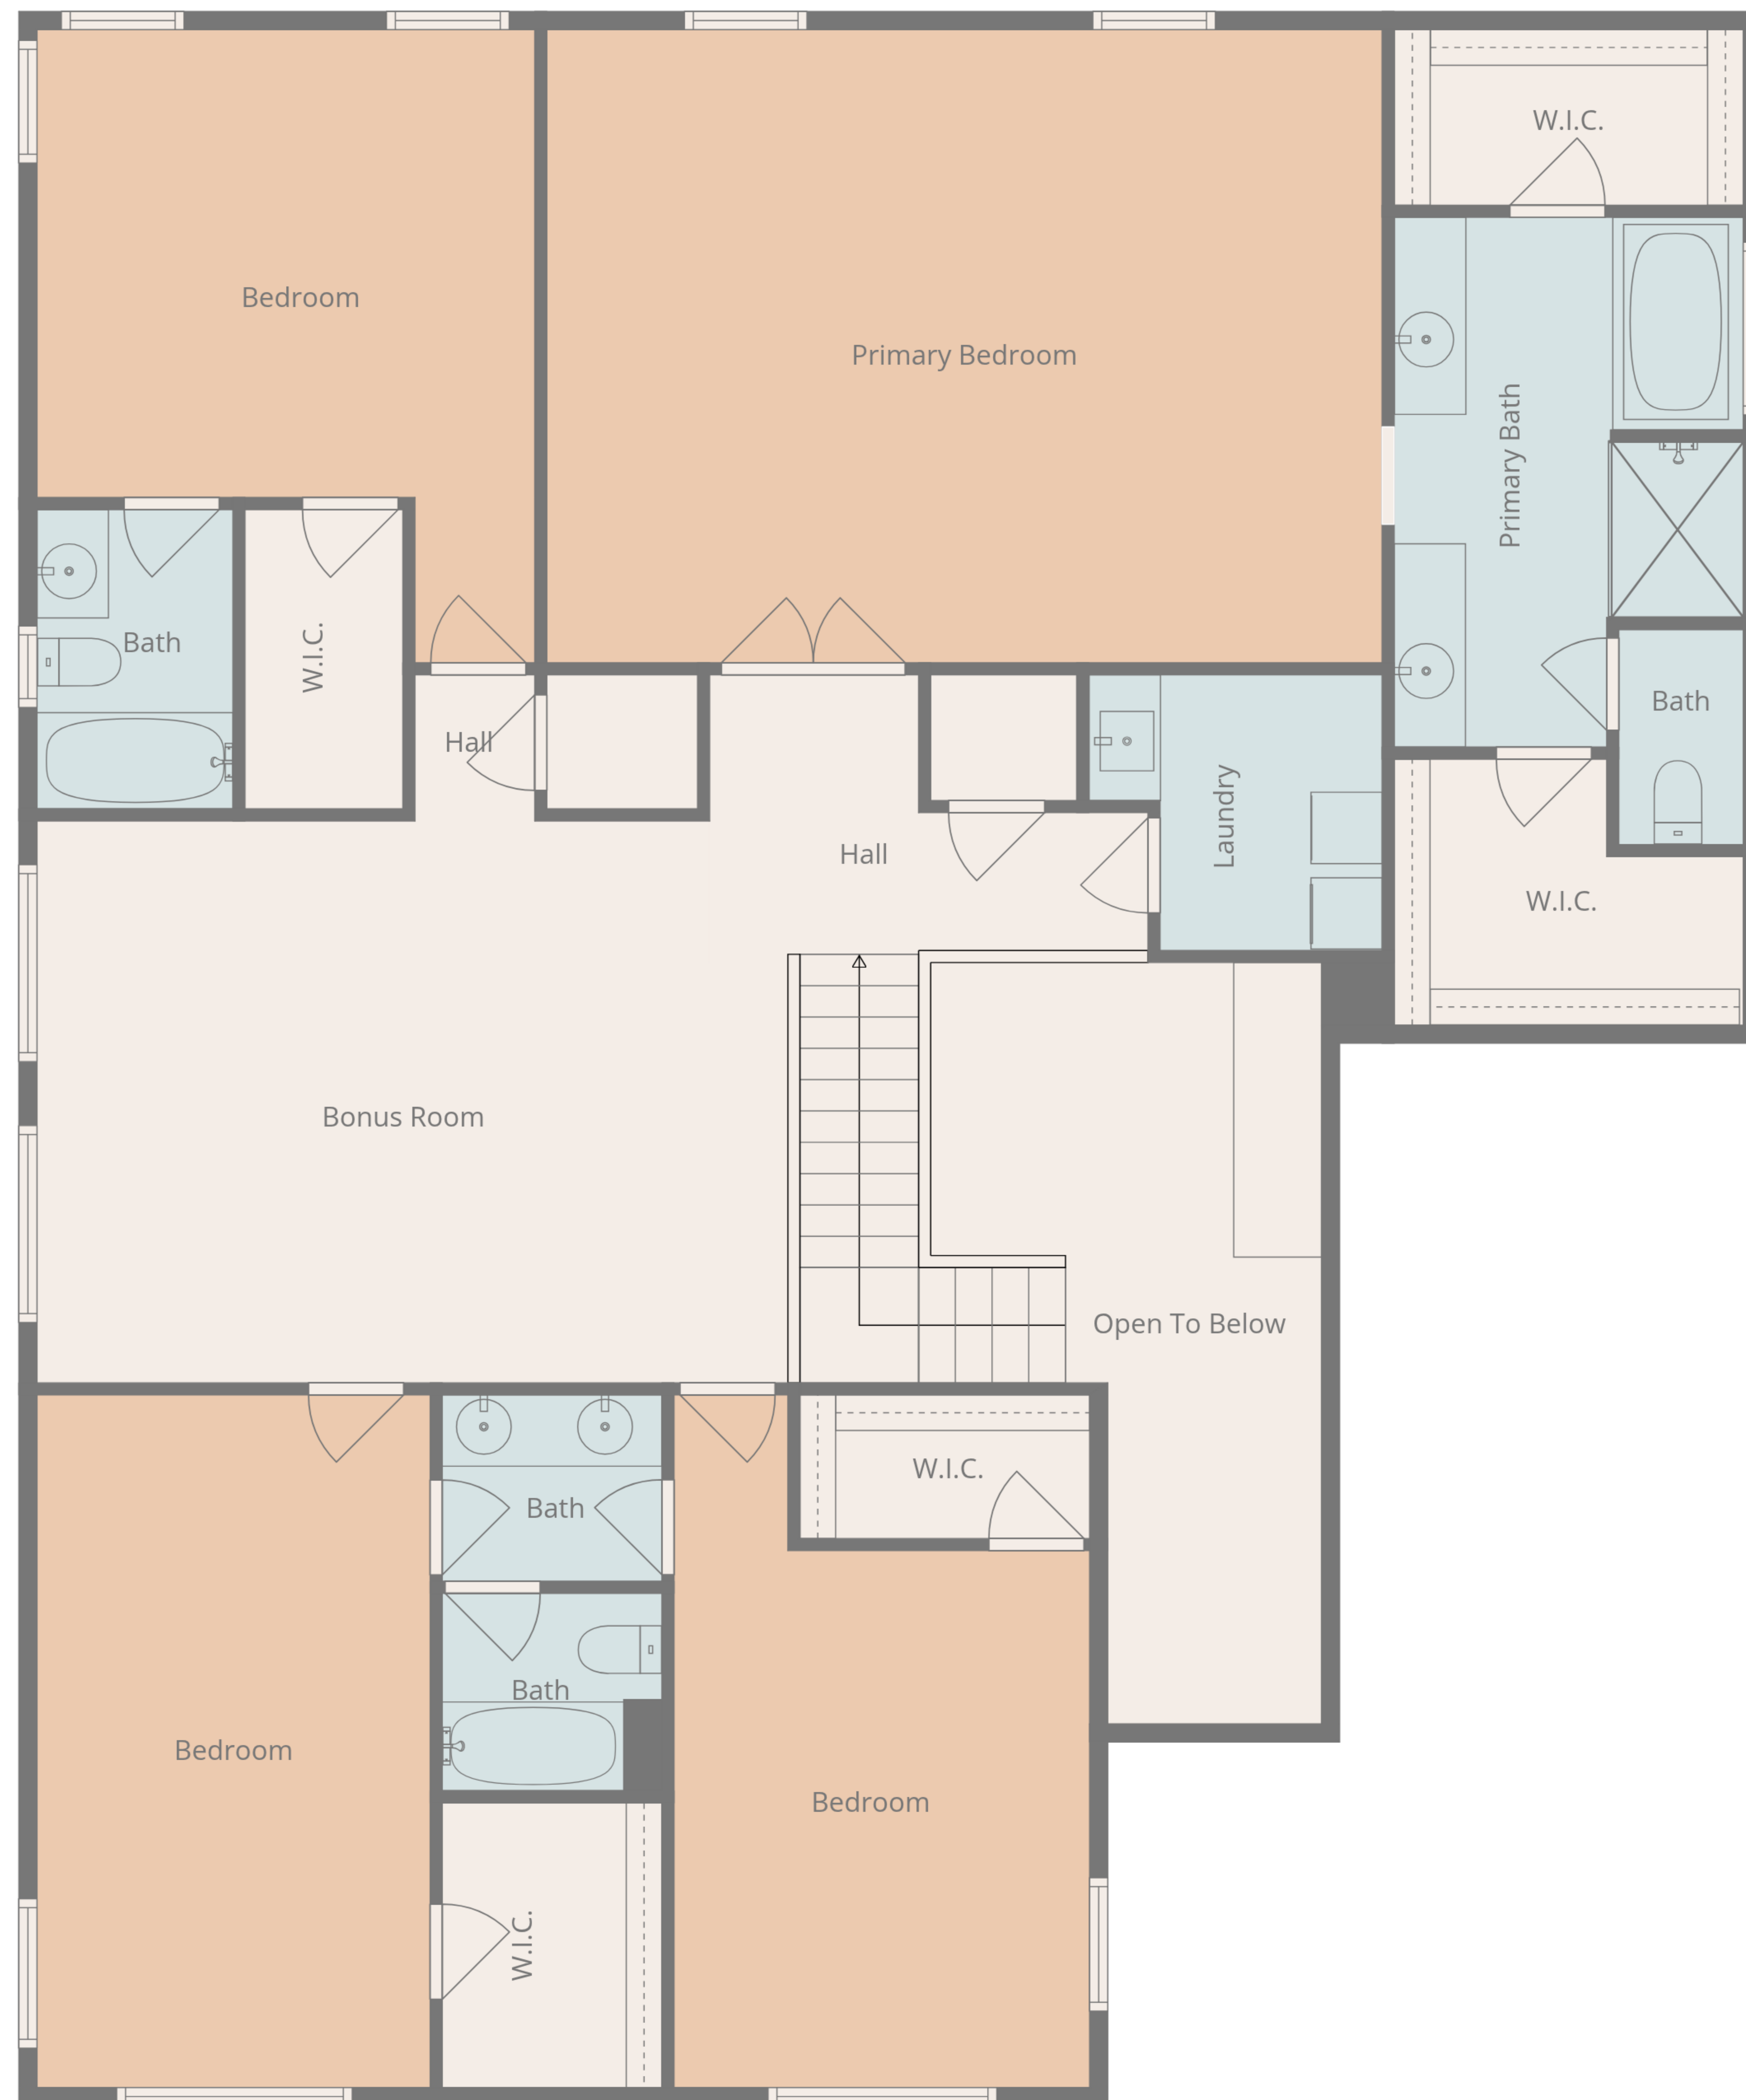 W.I.C.
Bedroom
Primary Bedroom
Primary Bath
Bath
W.I.C.
Bath
Hall
Laundry
Hall
W.I.C.
Bonus Room
Open To Below
W.I.C.
Bath
Bath
Bedroom
Bedroom
W.I.C.